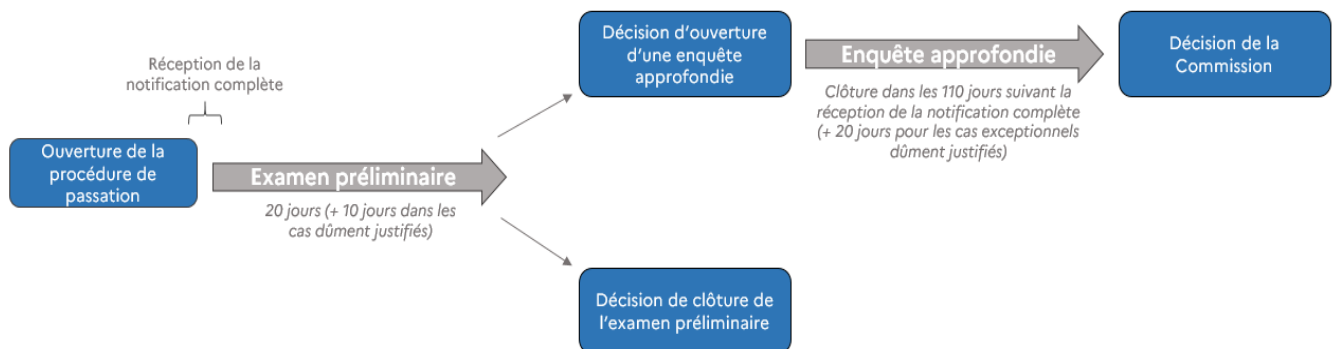 Réception de la
notification complète
Ouverture de la
procédure de
passation
Examen préliminaire
20 jours (+ 10 jours dans les
cas dûment justifiés)
Décision d'ouverture
d'une enquête
approfondie
Enquête approfondie
Clôture dans les 110 jours suivant la
réception de la notification complète
(+ 20 jours pour les cas exceptionnels
dûment justifiés)
Décision de la
Commission
Décision de clôture de
l'examen préliminaire